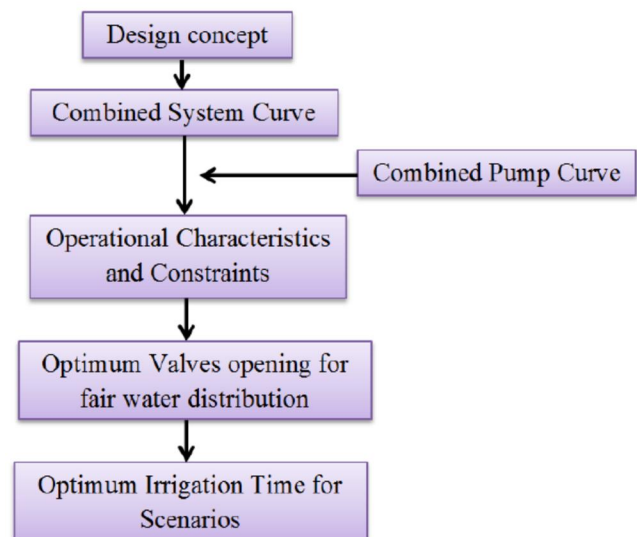 Design concept
Combined System Curve
Combined Pump Curve
Operational Characteristics
and Constraints
Optimum Valves opening for
fair water distribution
Optimum Irrigation Time for
Scenarios